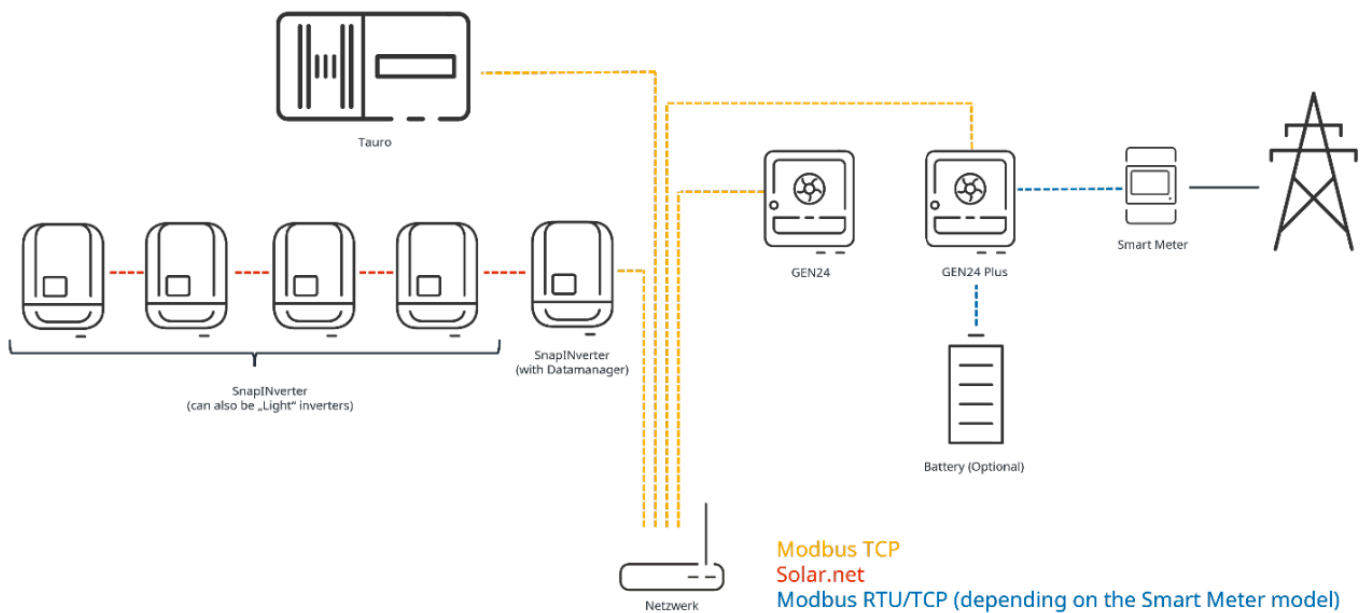 Tauro
GEN24
GEN24 Plus
Smart Meter
SnapINverter
(with Datamanager)
SnapINverter
(can also be „Light“ inverters)
Battery (Optional)
Netzwerk
Modbus TCP
Solar.net
Modbus RTU/TCP (depending on the Smart Meter model)